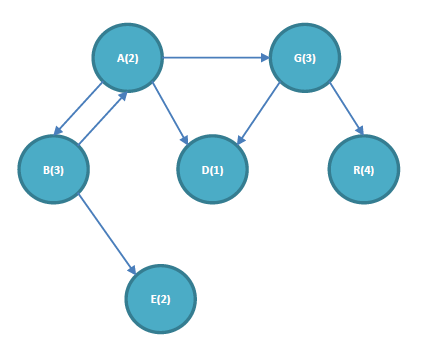 A(2)
G(3)
B(3)
D(1)
R(4)
E(2)